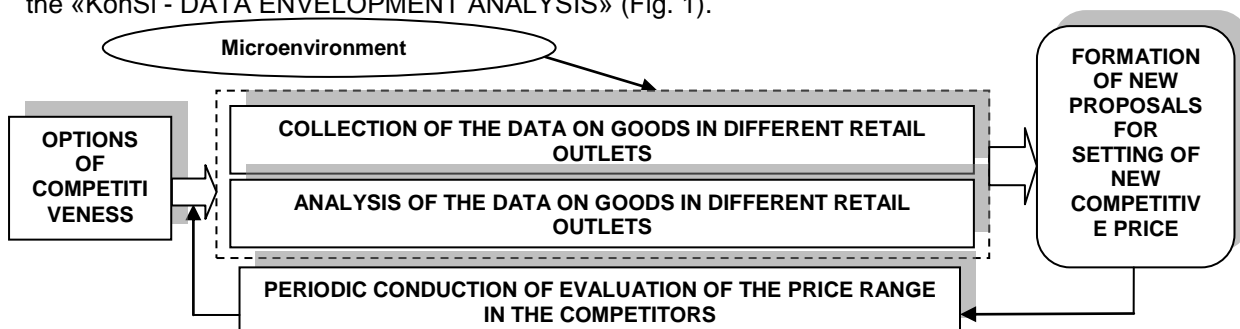 the «KonSi - DATA ENVELOPMENT ANALYSIS» (Fig. 1).
Microenvironment
OPTIONS
OF
COMPETITI
VENESS
COLLECTION OF THE DATA ON GOODS IN DIFFERENT RETAIL
OUTLETS
ANALYSIS OF THE DATA ON GOODS IN DIFFERENT RETAIL
OUTLETS
PERIODIC CONDUCTION OF EVALUATION OF THE PRICE RANGE
IN THE COMPETITORS
FORMATION
OF NEW
PROPOSALS
FOR
SETTING OF
NEW
COMPETITIV
E PRICE